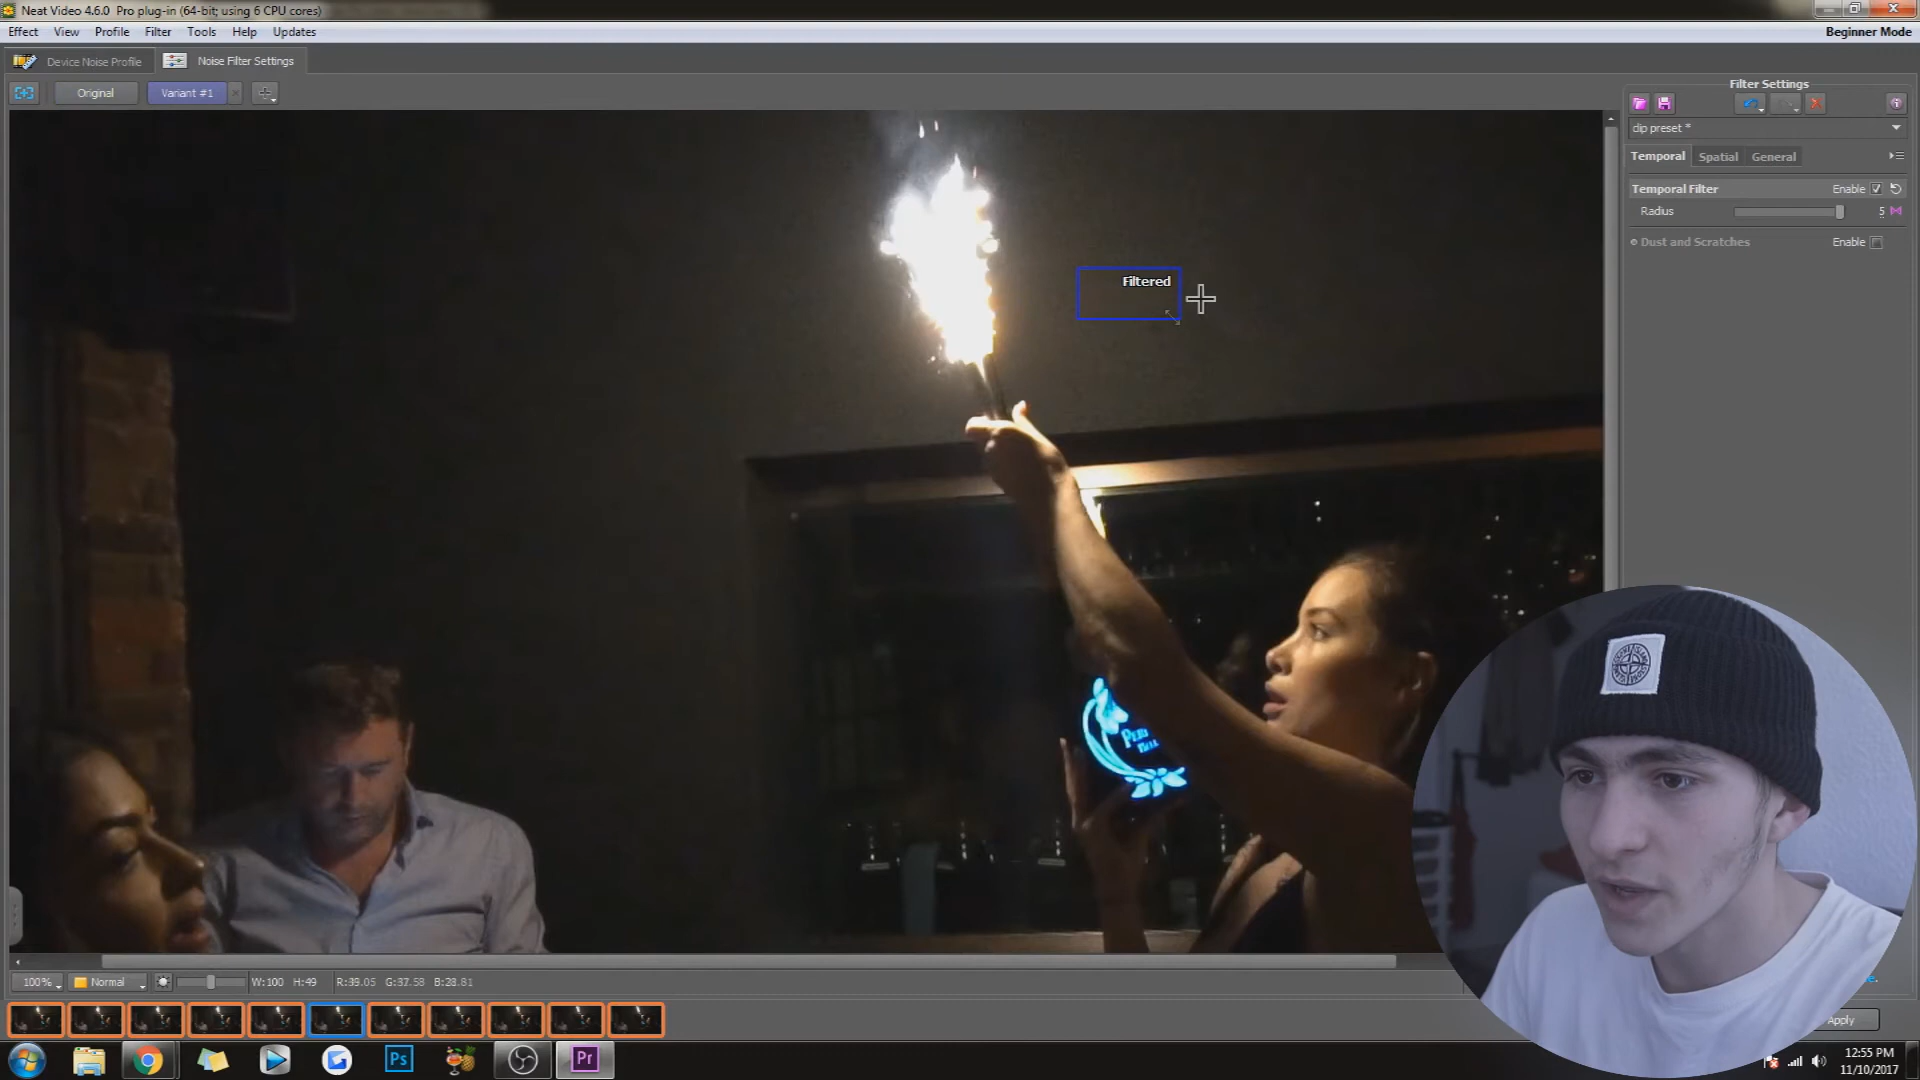 Neat Video 4.6.0 Pro plug-in (64-bit; using 6 CPU cores)
Effect View Profile Filter Tools Help Updates
Beginner Mode
Device Noise Profile
Noise Filter Settings
Original
Variant #1
Filter Settings
dip preset *
Temporal Spatial General
Temporal Filter Enable
Radius 5
Dust and Scratches Enable
Filtered
100%
Normal
W:100 H:49 R:39.05 G:37.58 B:28.81
Apply
Ps
Pr
12:55 PM
11/10/2017